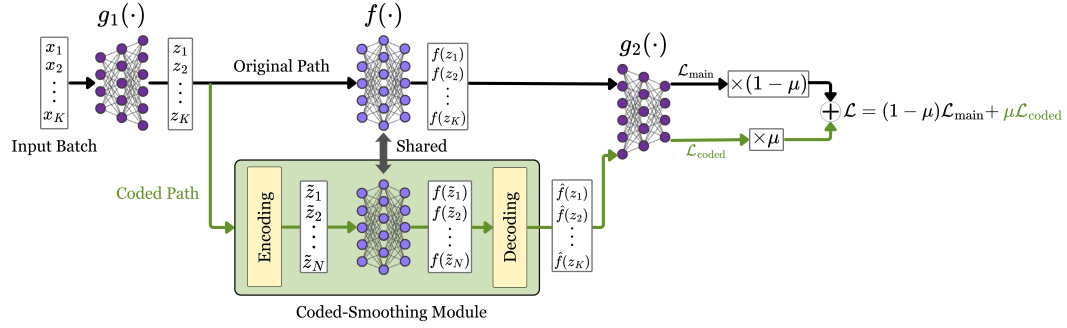 g₁(·)
f(·)
g₂(·)
x₁
x₂
⋮
x_K
Input Batch
z₁
z₂
⋮
z_K
Original Path
f(z₁)
f(z₂)
⋮
f(z_K)
ℒ_main
×(1 − μ)
+
ℒ = (1 − μ)ℒ_main + μℒ_coded
ℒ_coded
×μ
Shared
Coded Path
Encoding
z̃₁
z̃₂
⋮
z̃_N
f(z̃₁)
f(z̃₂)
⋮
f(z̃_N)
Decoding
f̂(z₁)
f̂(z₂)
⋮
f̂(z_K)
Coded-Smoothing Module